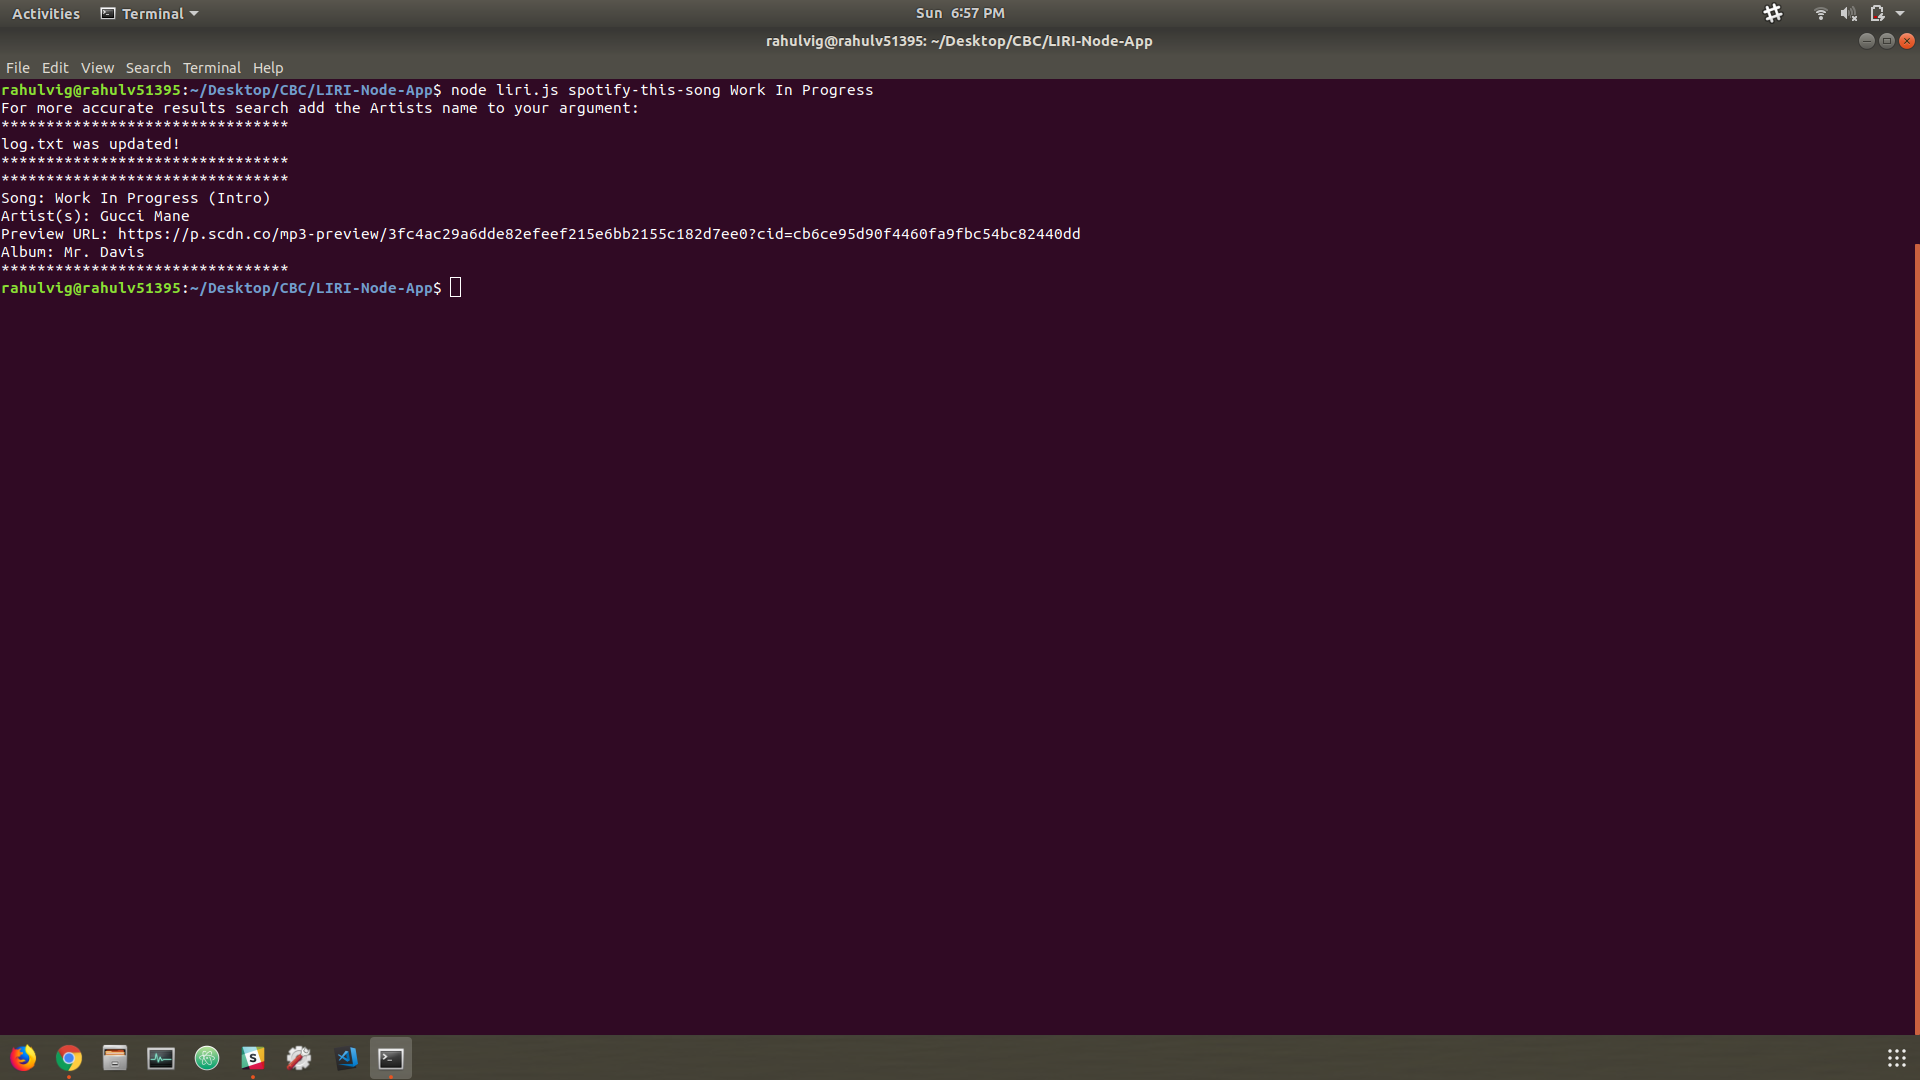 Activities Terminal Sun 6:57 PM
rahulvig@rahulv51395: ~/Desktop/CBC/LIRI-Node-App
File Edit View Search Terminal Help
rahulvig@rahulv51395:~/Desktop/CBC/LIRI-Node-App$ node liri.js spotify-this-song Work In Progress
For more accurate results search add the Artists name to your argument:
********************************
log.txt was updated!
********************************
********************************
Song: Work In Progress (Intro)
Artist(s): Gucci Mane
Preview URL: https://p.scdn.co/mp3-preview/3fc4ac29a6dde82efeef215e6bb2155c182d7ee0?cid=cb6ce95d90f4460fa9fbc54bc82440dd
Album: Mr. Davis
********************************
rahulvig@rahulv51395:~/Desktop/CBC/LIRI-Node-App$